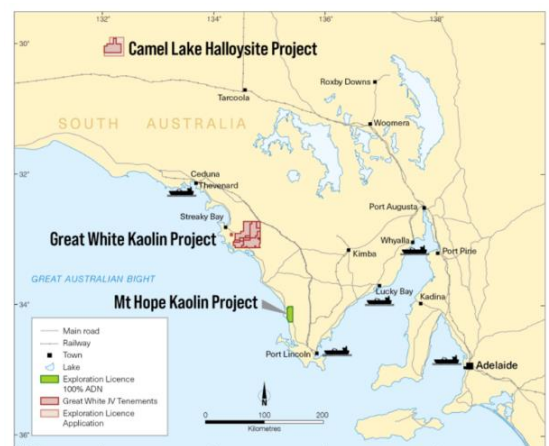 132°
134°
136°
138°
30°
Camel Lake Halloysite Project
Roxby Downs
Tarcoola
Woomera
SOUTH AUSTRALIA
32°
Ceduna
Thevenard
Streaky Bay
Port Augusta
Great White Kaolin Project
Whyalla
Port Pirie
Kimba
GREAT AUSTRALIAN BIGHT
Lucky Bay
Kadina
34°
Mt Hope Kaolin Project
Main road
Railway
Town
Lake
Exploration Licence
100% ADN
Great White JV Tenements
Exploration Licence
Application
Port Lincoln
Adelaide
N
0 100 200
Kilometres
36°